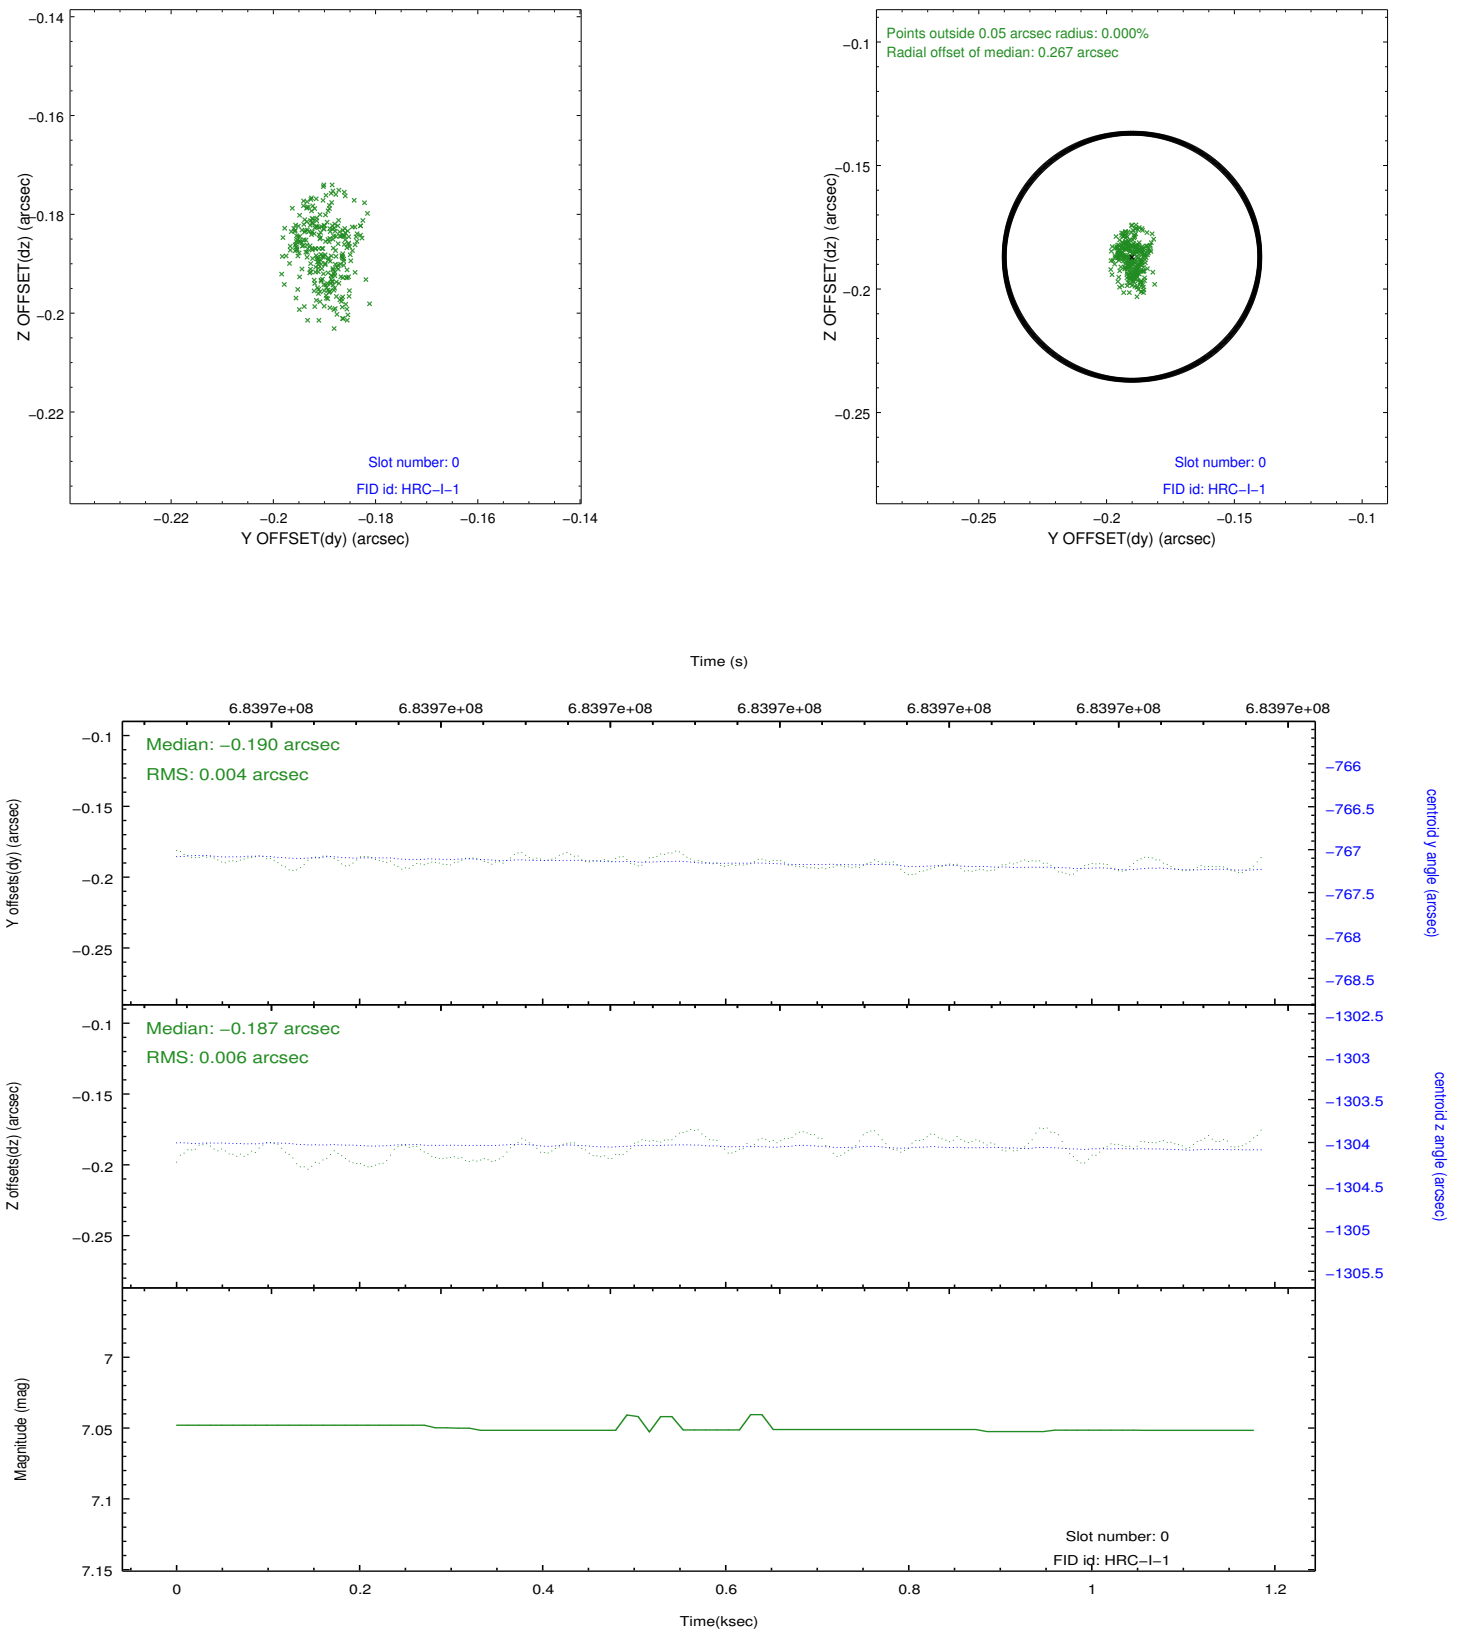 −0.14
−0.16
−0.18
−0.2
−0.22
Z OFFSET(dz) (arcsec)
Slot number: 0
FID id: HRC−I−1
−0.22
−0.2
−0.18
−0.16
−0.14
Y OFFSET(dy) (arcsec)
Points outside 0.05 arcsec radius: 0.000%
Radial offset of median: 0.267 arcsec
−0.1
−0.15
−0.2
−0.25
Z OFFSET(dz) (arcsec)
Slot number: 0
FID id: HRC−I−1
−0.25
−0.2
−0.15
−0.1
Y OFFSET(dy) (arcsec)
Time (s)
6.8397e+08
6.8397e+08
6.8397e+08
6.8397e+08
6.8397e+08
6.8397e+08
6.8397e+08
Median: −0.190 arcsec
RMS: 0.004 arcsec
−0.1
−0.15
−0.2
−0.25
Y offsets(dy) (arcsec)
−766
−766.5
−767
−767.5
−768
−768.5
centroid y angle (arcsec)
Median: −0.187 arcsec
RMS: 0.006 arcsec
−0.1
−0.15
−0.2
−0.25
Z offsets(dz) (arcsec)
−1302.5
−1303
−1303.5
−1304
−1304.5
−1305
−1305.5
centroid z angle (arcsec)
7
7.05
7.1
7.15
Magnitude (mag)
Slot number: 0
FID id: HRC−I−1
0
0.2
0.4
0.6
0.8
1
1.2
Time(ksec)